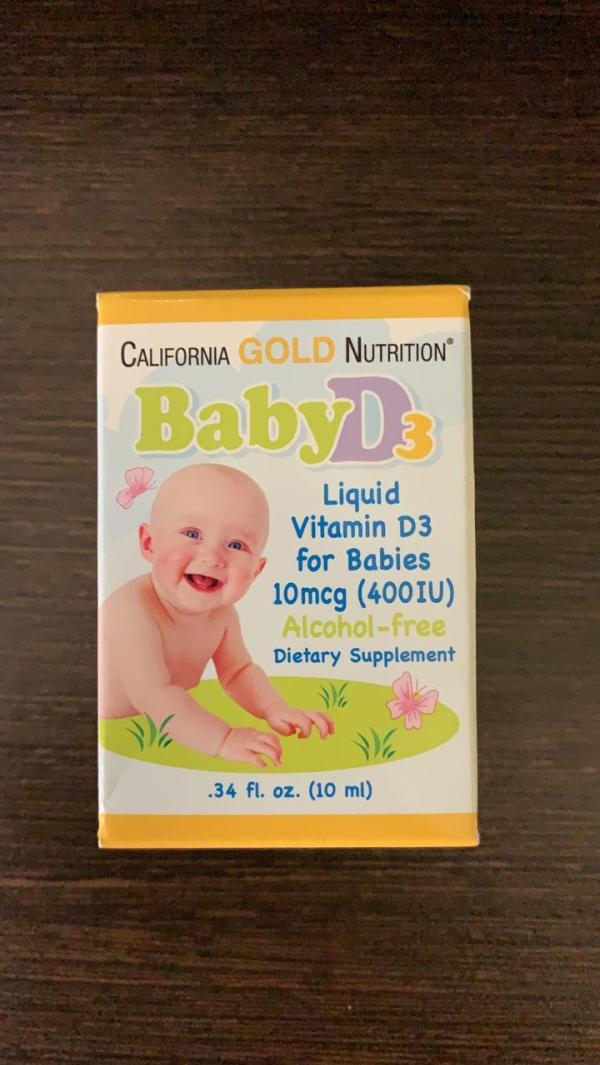 CALIFORNIA GOLD NUTRITION®
BabyD3
Liquid
Vitamin D3
for Babies
10mcg (400IU)
Alcohol-free
Dietary Supplement
.34 fl. oz. (10 ml)